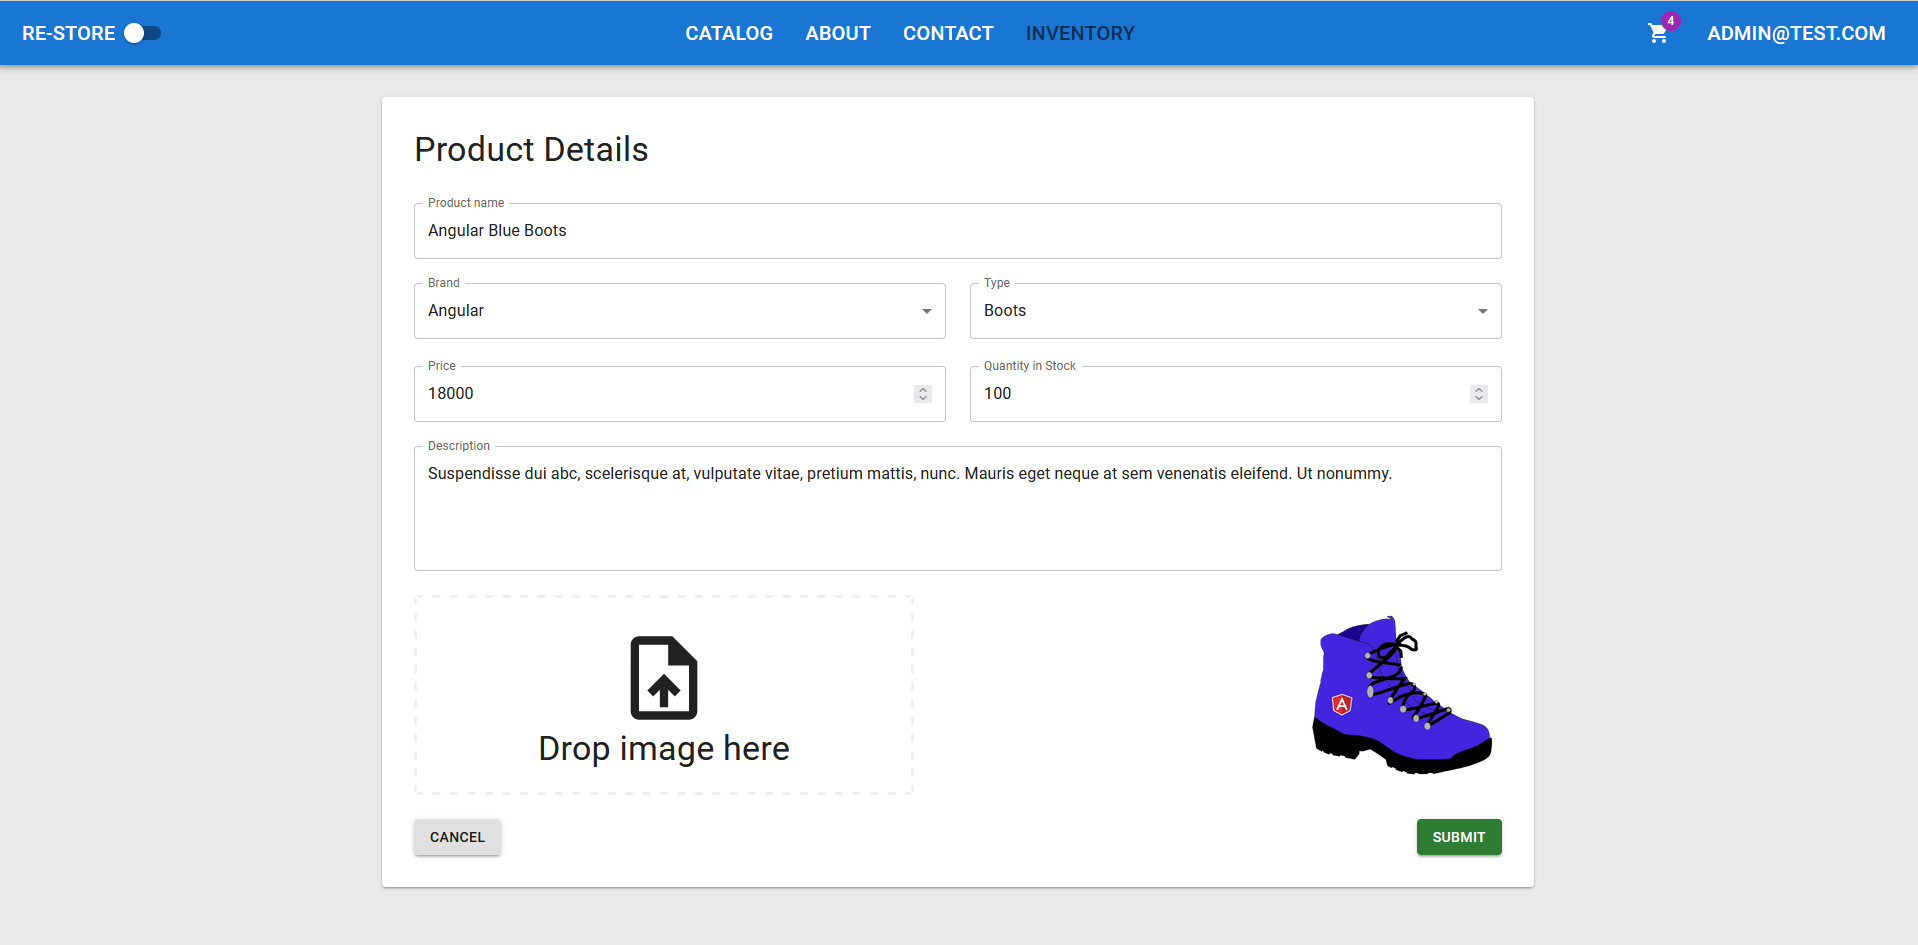 RE-STORE CATALOG ABOUT CONTACT INVENTORY 4 ADMIN@TEST.COM
Product Details
Product name
Angular Blue Boots
Brand Type
Angular Boots
Price Quantity in Stock
18000 100
Description
Suspendisse dui abc, scelerisque at, vulputate vitae, pretium mattis, nunc. Mauris eget neque at sem venenatis eleifend. Ut nonummy.
A
Drop image here
CANCEL SUBMIT